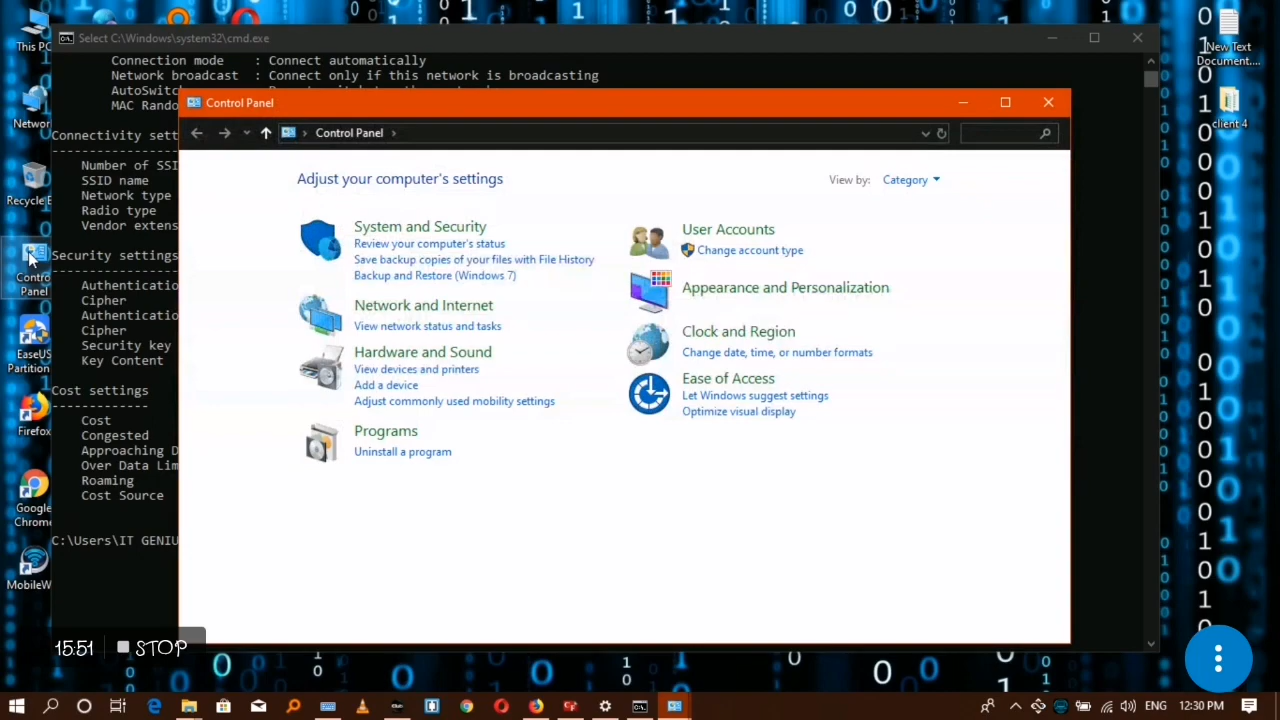 This PC
Select C:\Windows\system32\cmd.exe
New Text
Document....
Connection mode : Connect automatically
Network broadcast : Connect only if this network is broadcasting
AutoSwitch
MAC Rando
Control Panel
Networ
Control Panel
client 4
Connectivity sett
Number of SSI
SSID name
Network type
Radio type
Vendor extens
Recycle B
Adjust your computer's settings
View by: Category
System and Security
Review your computer's status
Save backup copies of your files with File History
Backup and Restore (Windows 7)
Network and Internet
View network status and tasks
Hardware and Sound
View devices and printers
Add a device
Adjust commonly used mobility settings
Programs
Uninstall a program
User Accounts
Change account type
Appearance and Personalization
Clock and Region
Change date, time, or number formats
Ease of Access
Let Windows suggest settings
Optimize visual display
Security settings
Authenticatio
Cipher
Authenticatio
Cipher
Security key
Key Content
Control
Panel
EaseUS
Partition
Cost settings
Cost
Congested
Approaching D
Over Data Lim
Roaming
Cost Source
Firefox
Google
Chrome
C:\Users\IT GENIU
MobileW
15:51 STOP
ENG 12:30 PM